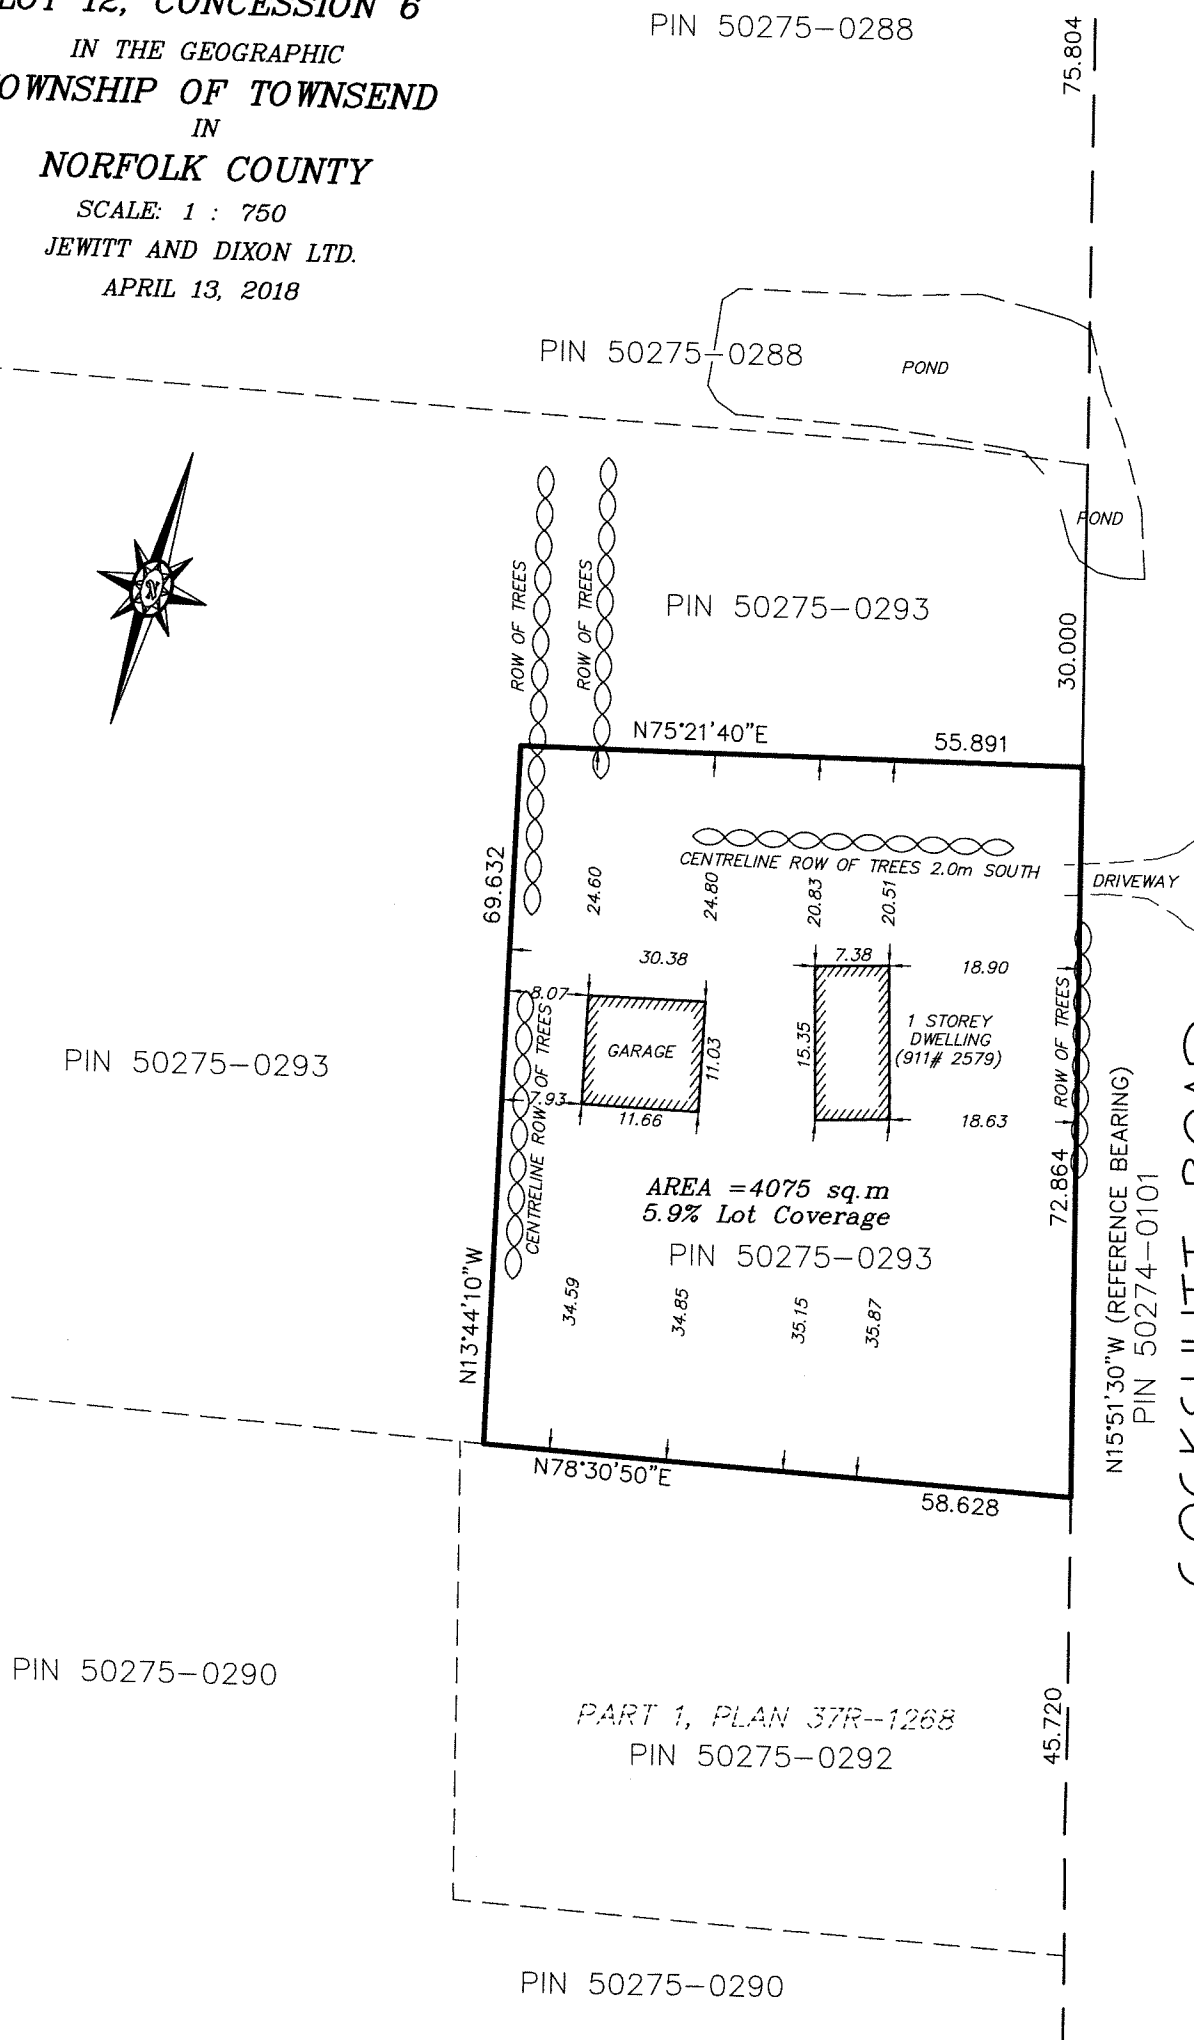 LOT 12, CONCESSION 6
IN THE GEOGRAPHIC
TOWNSHIP OF TOWNSEND
IN
NORFOLK COUNTY
SCALE: 1 : 750
JEWITT AND DIXON LTD.
APRIL 13, 2018
PIN 50275-0288
75.804
PIN 50275-0288
POND
POND
N
ROW OF TREES
ROW OF TREES
PIN 50275-0293
30.000
N75°21'40"E
55.891
69.632
CENTRELINE ROW OF TREES 2.0m SOUTH
DRIVEWAY
24.60
24.80
20.83
20.51
30.38
7.38
18.90
8.07
GARAGE
11.03
15.35
1 STOREY
DWELLING
(911# 2579)
ROW OF TREES
7.93
11.66
18.63
CENTRELINE ROW OF TREES
PIN 50275-0293
AREA =4075 sq.m
5.9% Lot Coverage
PIN 50275-0293
72.864
N15°51'30"W (REFERENCE BEARING)
PIN 50274-0101
N13°44'10"W
34.59
34.85
35.15
35.87
N78°30'50"E
58.628
PIN 50275-0290
PART 1, PLAN 37R--1268
PIN 50275-0292
45.720
PIN 50275-0290